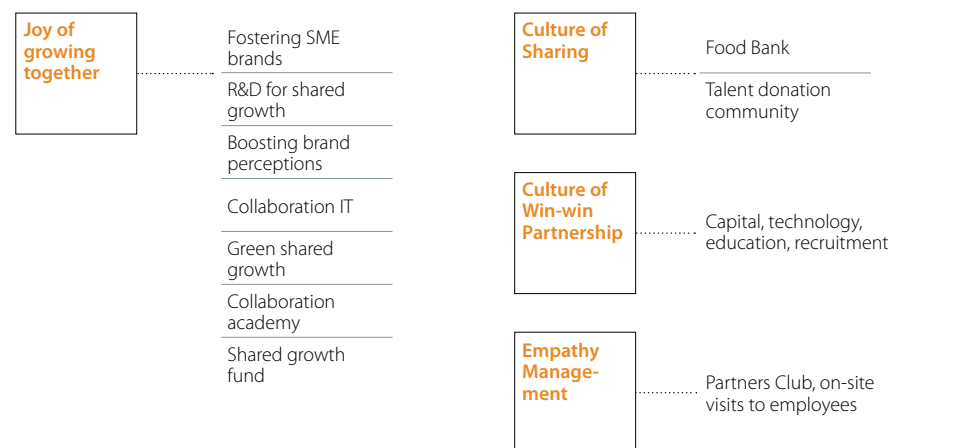 Joy of
growing
together
Fostering SME
brands
R&D for shared
growth
Boosting brand
perceptions
Collaboration IT
Green shared
growth
Collaboration
academy
Shared growth
fund
Culture of
Sharing
Food Bank
Talent donation
community
Culture of
Win-win
Partnership
Capital, technology,
education, recruitment
Empathy
Manage-
ment
Partners Club, on-site
visits to employees